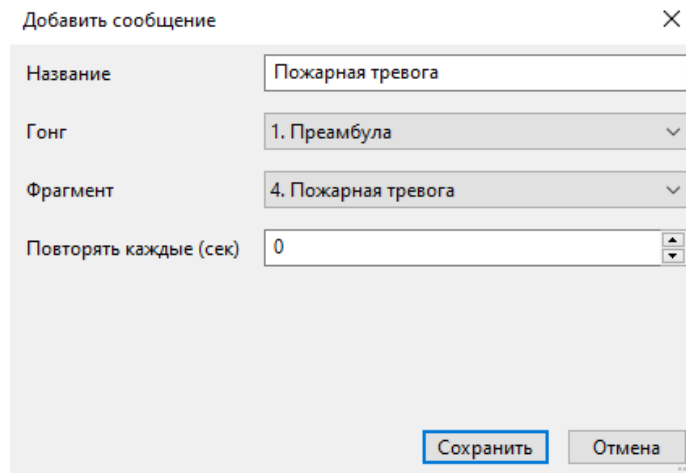 Добавить сообщение
Название Пожарная тревога
Гонг 1. Преамбула
Фрагмент 4. Пожарная тревога
Повторять каждые (сек) 0
Сохранить Отмена